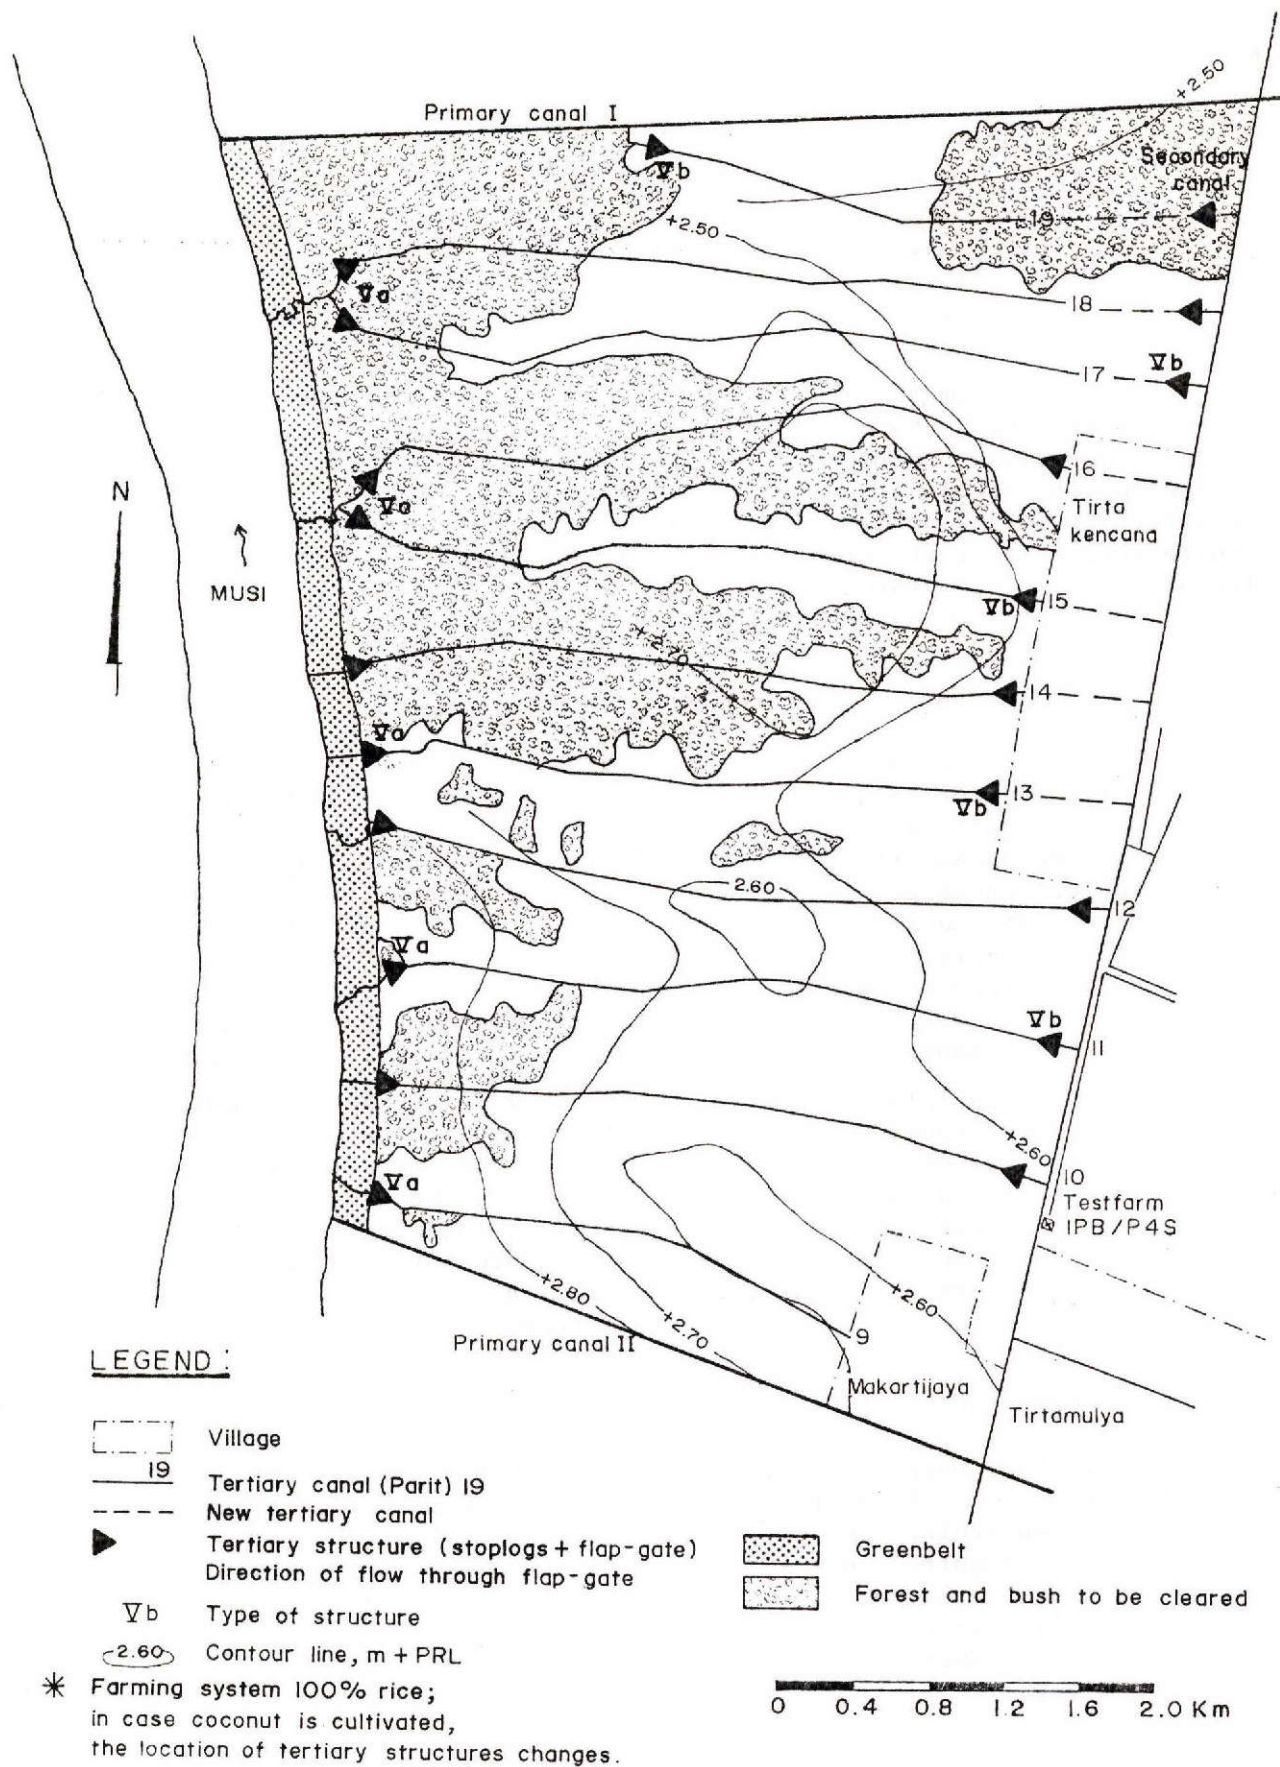 +2.50
Primary canal I
Vb
Secondary
canal
19
+2.50
Va
18
Vb
17
16
Va
Tirta
kencana
N
MUSI
Vb
15
+2.70
14
Va
Vb
13
2.60
12
Va
Vb
11
+2.60
10
Va
Testfarm
IPB/P4S
+2.80
+2.60
+2.70
9
Primary canal II
Makartijaya
Tirtamulya
LEGEND:
Village
19
Tertiary canal (Parit) 19
New tertiary canal
Tertiary structure (stoplogs + flap-gate)
Direction of flow through flap-gate
Greenbelt
Forest and bush to be cleared
Vb
Type of structure
2.60
Contour line, m + PRL
* Farming system 100% rice;
in case coconut is cultivated,
the location of tertiary structures changes.
0 0.4 0.8 1.2 1.6 2.0 Km